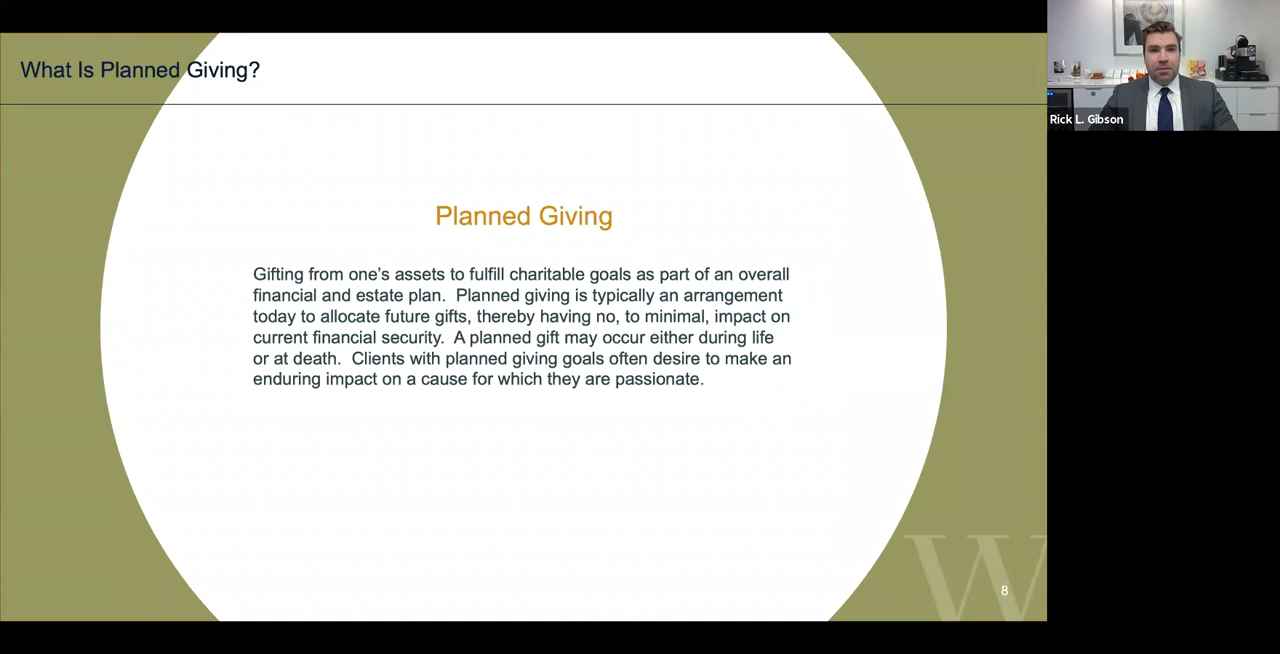 What Is Planned Giving?
Rick L. Gibson
Planned Giving
Gifting from one’s assets to fulfill charitable goals as part of an overall
financial and estate plan.  Planned giving is typically an arrangement
today to allocate future gifts, thereby having no, to minimal, impact on
current financial security.  A planned gift may occur either during life
or at death.  Clients with planned giving goals often desire to make an
enduring impact on a cause for which they are passionate.
W
8